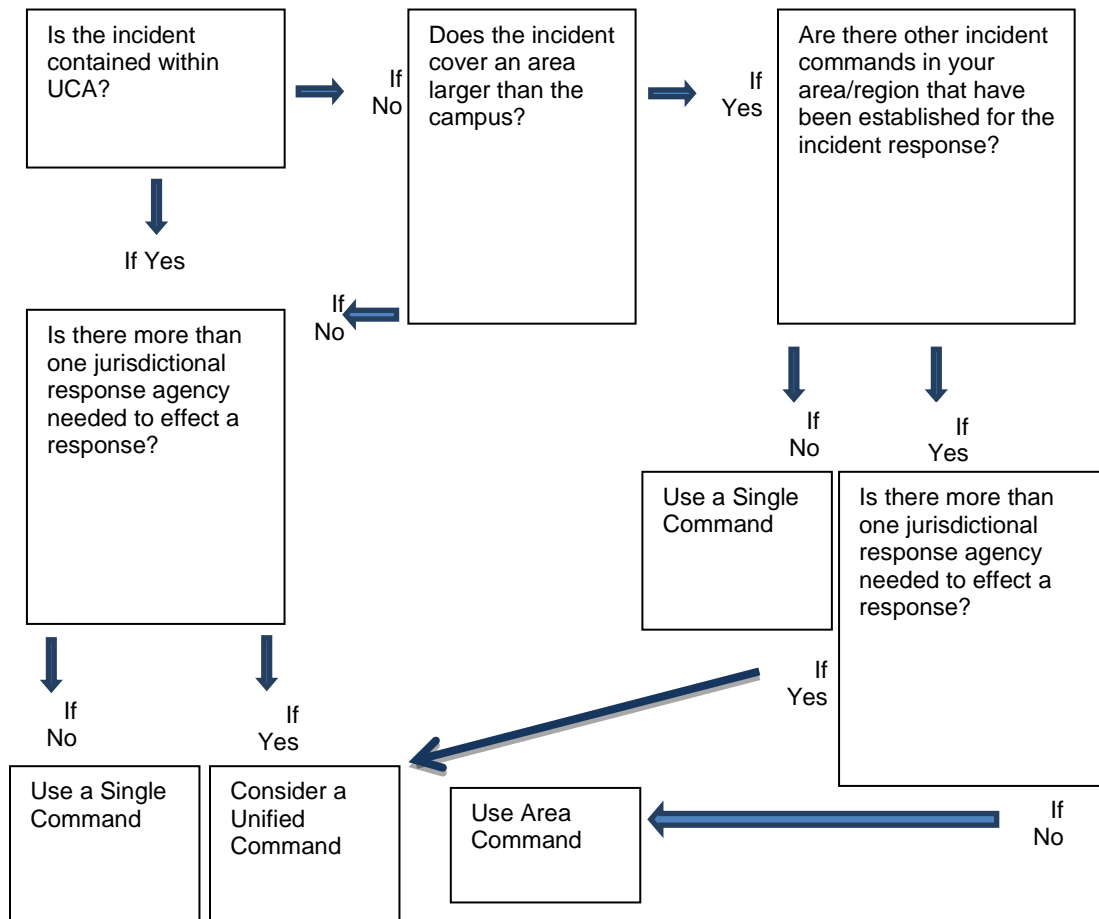 Is the incident
contained within
UCA?
If
No
Does the incident
cover an area
larger than the
campus?
If
Yes
Are there other incident
commands in your
area/region that have
been established for the
incident response?
If Yes
If
No
Is there more than
one jurisdictional
response agency
needed to effect a
response?
If
No
If
Yes
Use a Single
Command
Is there more than
one jurisdictional
response agency
needed to effect a
response?
If
Yes
If
No
If
Yes
Use a Single
Command
Consider a
Unified
Command
Use Area
Command
If
No